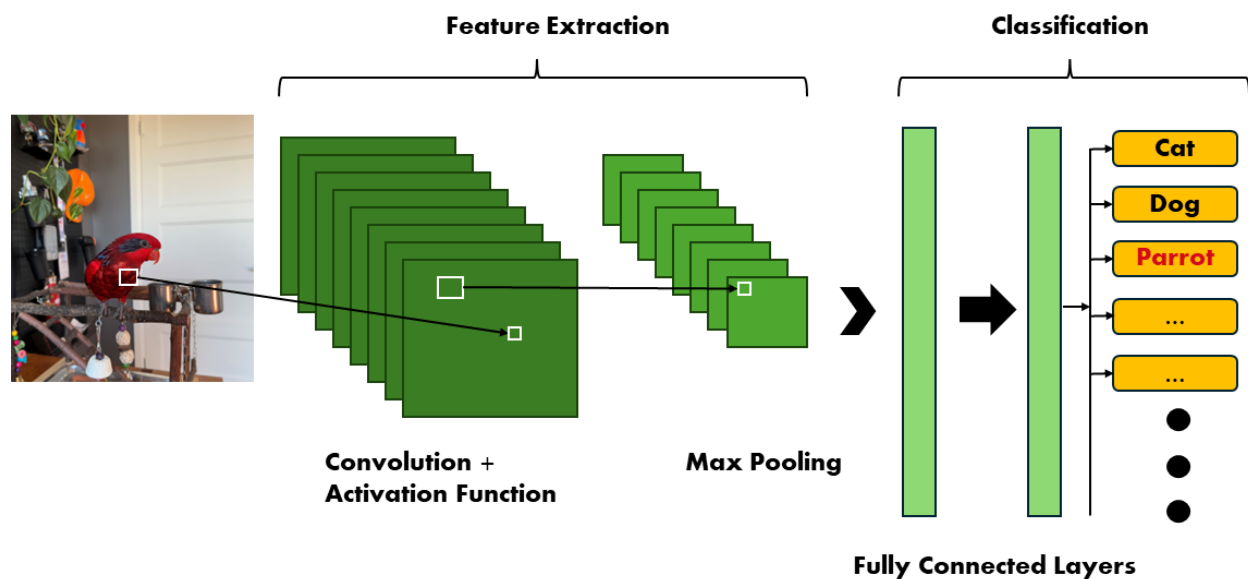 Feature Extraction
Classification
Cat
Dog
Parrot
...
...
Convolution +
Activation Function
Max Pooling
Fully Connected Layers